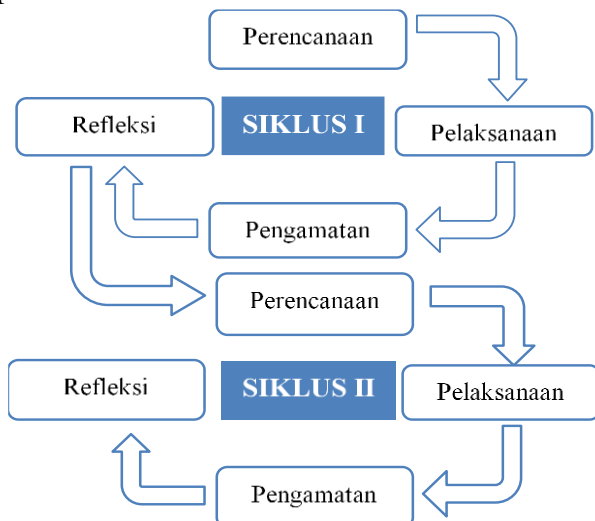 Perencanaan
Refleksi
SIKLUS I
Pelaksanaan
Pengamatan
Perencanaan
Refleksi
SIKLUS II
Pelaksanaan
Pengamatan